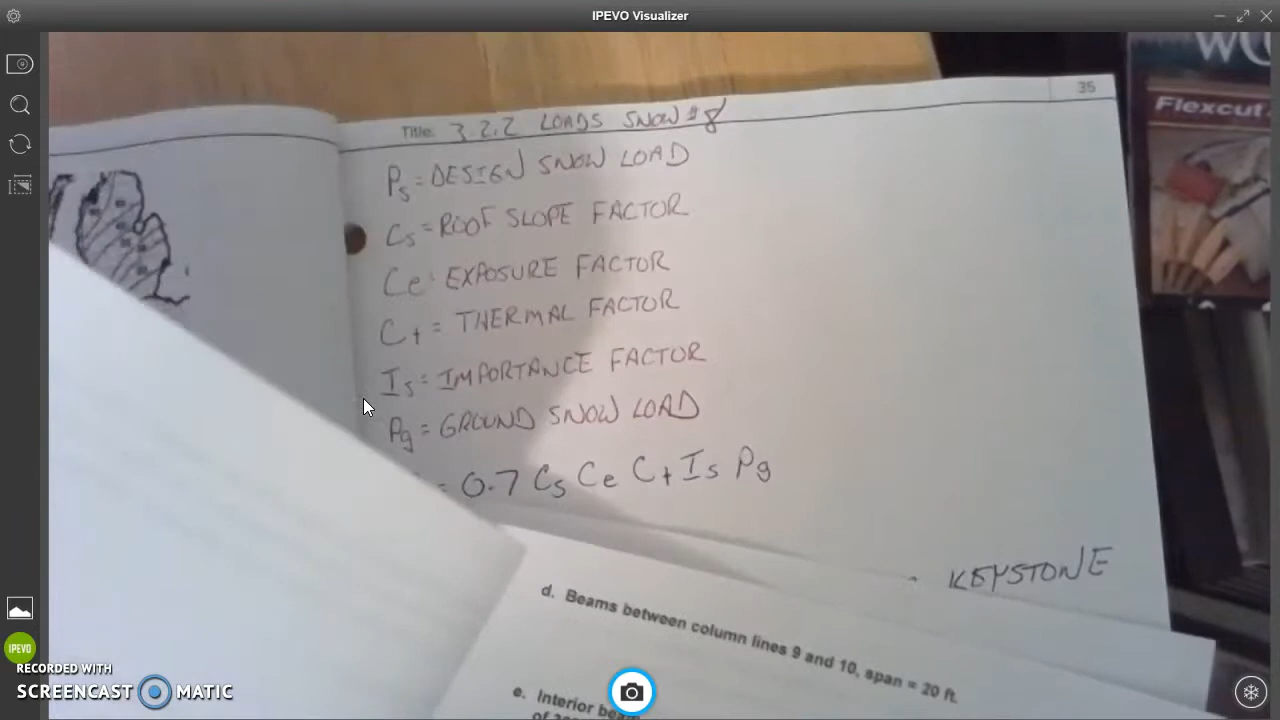 IPEVO Visualizer
35
Title: 3.2.2 LOADS SNOW #8
Ps = DESIGN SNOW LOAD
Cs = ROOF SLOPE FACTOR
Ce = EXPOSURE FACTOR
Ct = THERMAL FACTOR
Is = IMPORTANCE FACTOR
Pg = GROUND SNOW LOAD
= 0.7 Cs Ce Ct Is Pg
KEYSTONE
d. Beams between column lines 9 and 10, span = 20 ft.
e. Interior
Flexcut
IPEVO
RECORDED WITH
SCREENCAST MATIC